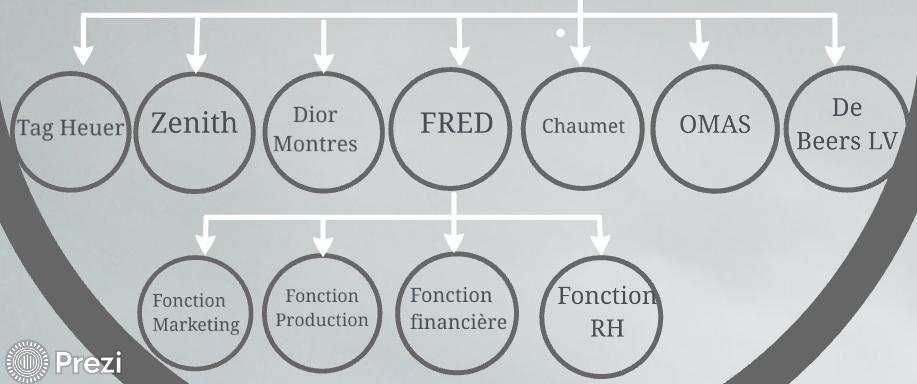 Tag Heuer
Zenith
Dior
Montres
FRED
Chaumet
OMAS
De
Beers LV
Fonction
Marketing
Fonction
Production
Fonction
financière
Fonction
RH
Prezi